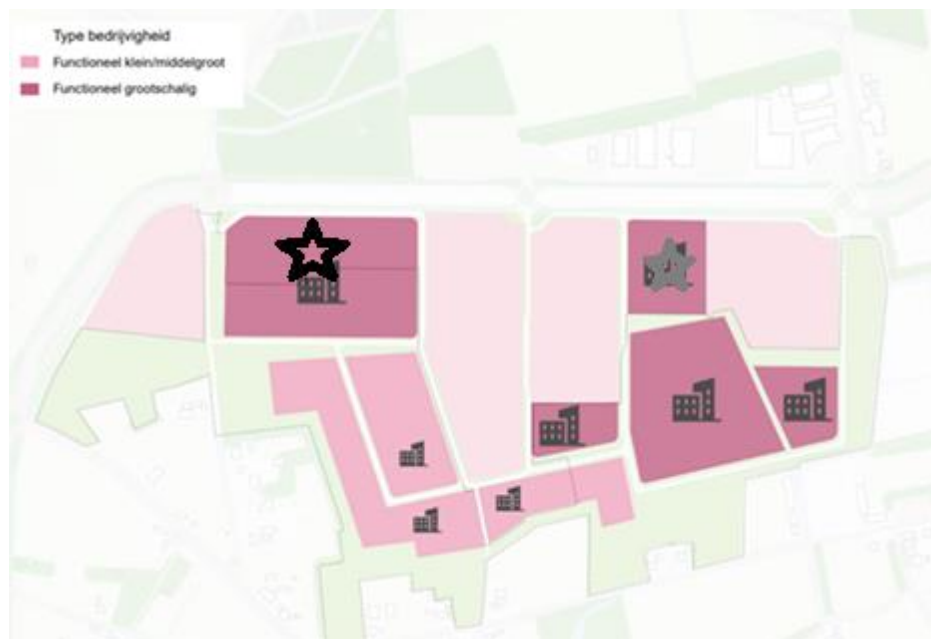 Type bedrijvigheid
Functioneel klein/middelgroot
Functioneel grootschalig